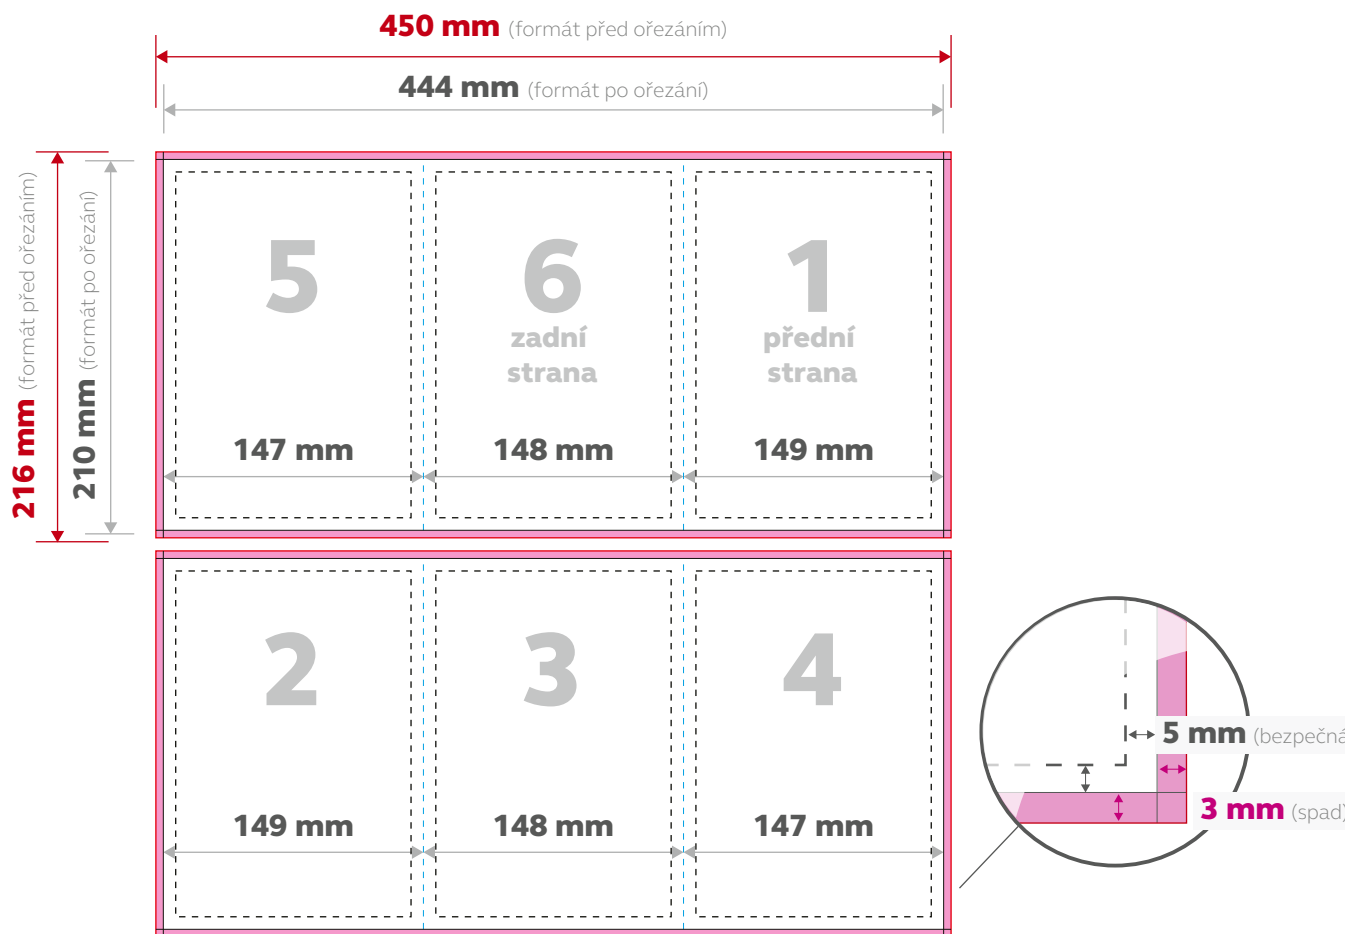 450 mm (formát před ořezáním)
444 mm (formát po ořezání)
216 mm (formát před ořezáním)
210 mm (formát po ořezání)
5
6
zadní
strana
1
přední
strana
147 mm
148 mm
149 mm
2
3
4
149 mm
148 mm
147 mm
5 mm (bezpečná
3 mm (spad)